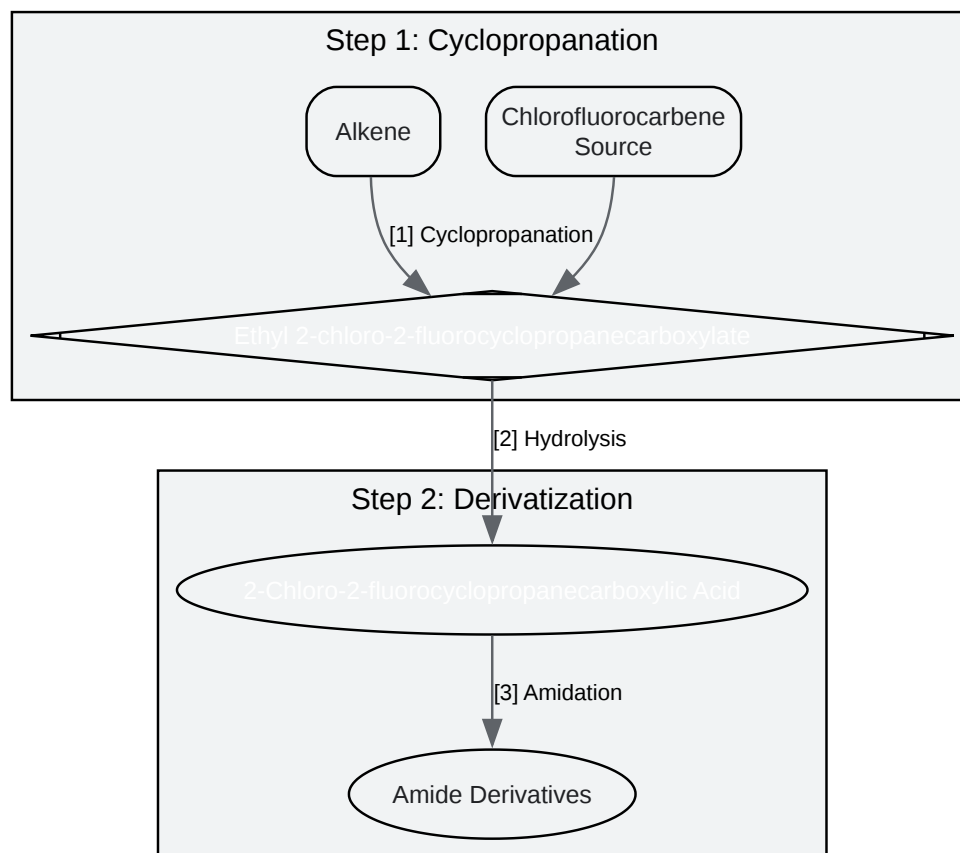 Step 1: Cyclopropanation
Alkene
Chlorofluorocarbene
Source
[1] Cyclopropanation
Ethyl 2-chloro-2-fluorocyclopropanecarboxylate
[2] Hydrolysis
Step 2: Derivatization
2-Chloro-2-fluorocyclopropanecarboxylic Acid
[3] Amidation
Amide Derivatives